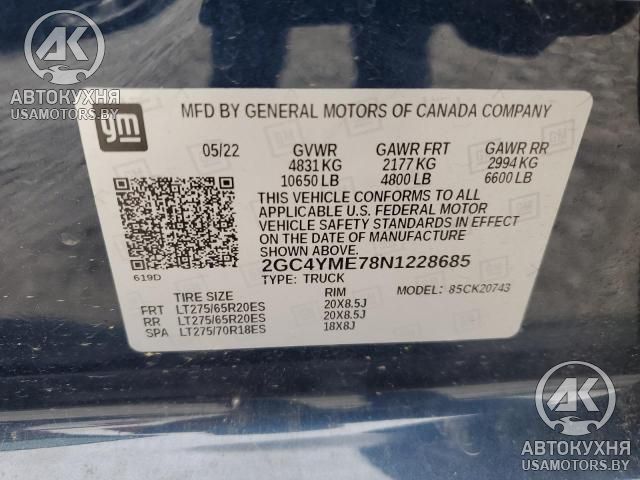 АВТОКУХНЯ
USAMOTORS.BY
gm
MFD BY GENERAL MOTORS OF CANADA COMPANY
05/22 GVWR GAWR FRT GAWR RR
4831 KG 2177 KG 2994 KG
10650 LB 4800 LB 6600 LB
THIS VEHICLE CONFORMS TO ALL
APPLICABLE U.S. FEDERAL MOTOR
VEHICLE SAFETY STANDARDS IN EFFECT
ON THE DATE OF MANUFACTURE
SHOWN ABOVE.
2GC4YME78N1228685
619D TYPE: TRUCK
MODEL: 85CK20743
TIRE SIZE RIM
FRT LT275/65R20ES 20X8.5J
RR LT275/65R20ES 20X8.5J
SPA LT275/70R18ES 18X8J
AK
АВТОКУХНЯ
USAMOTORS.BY